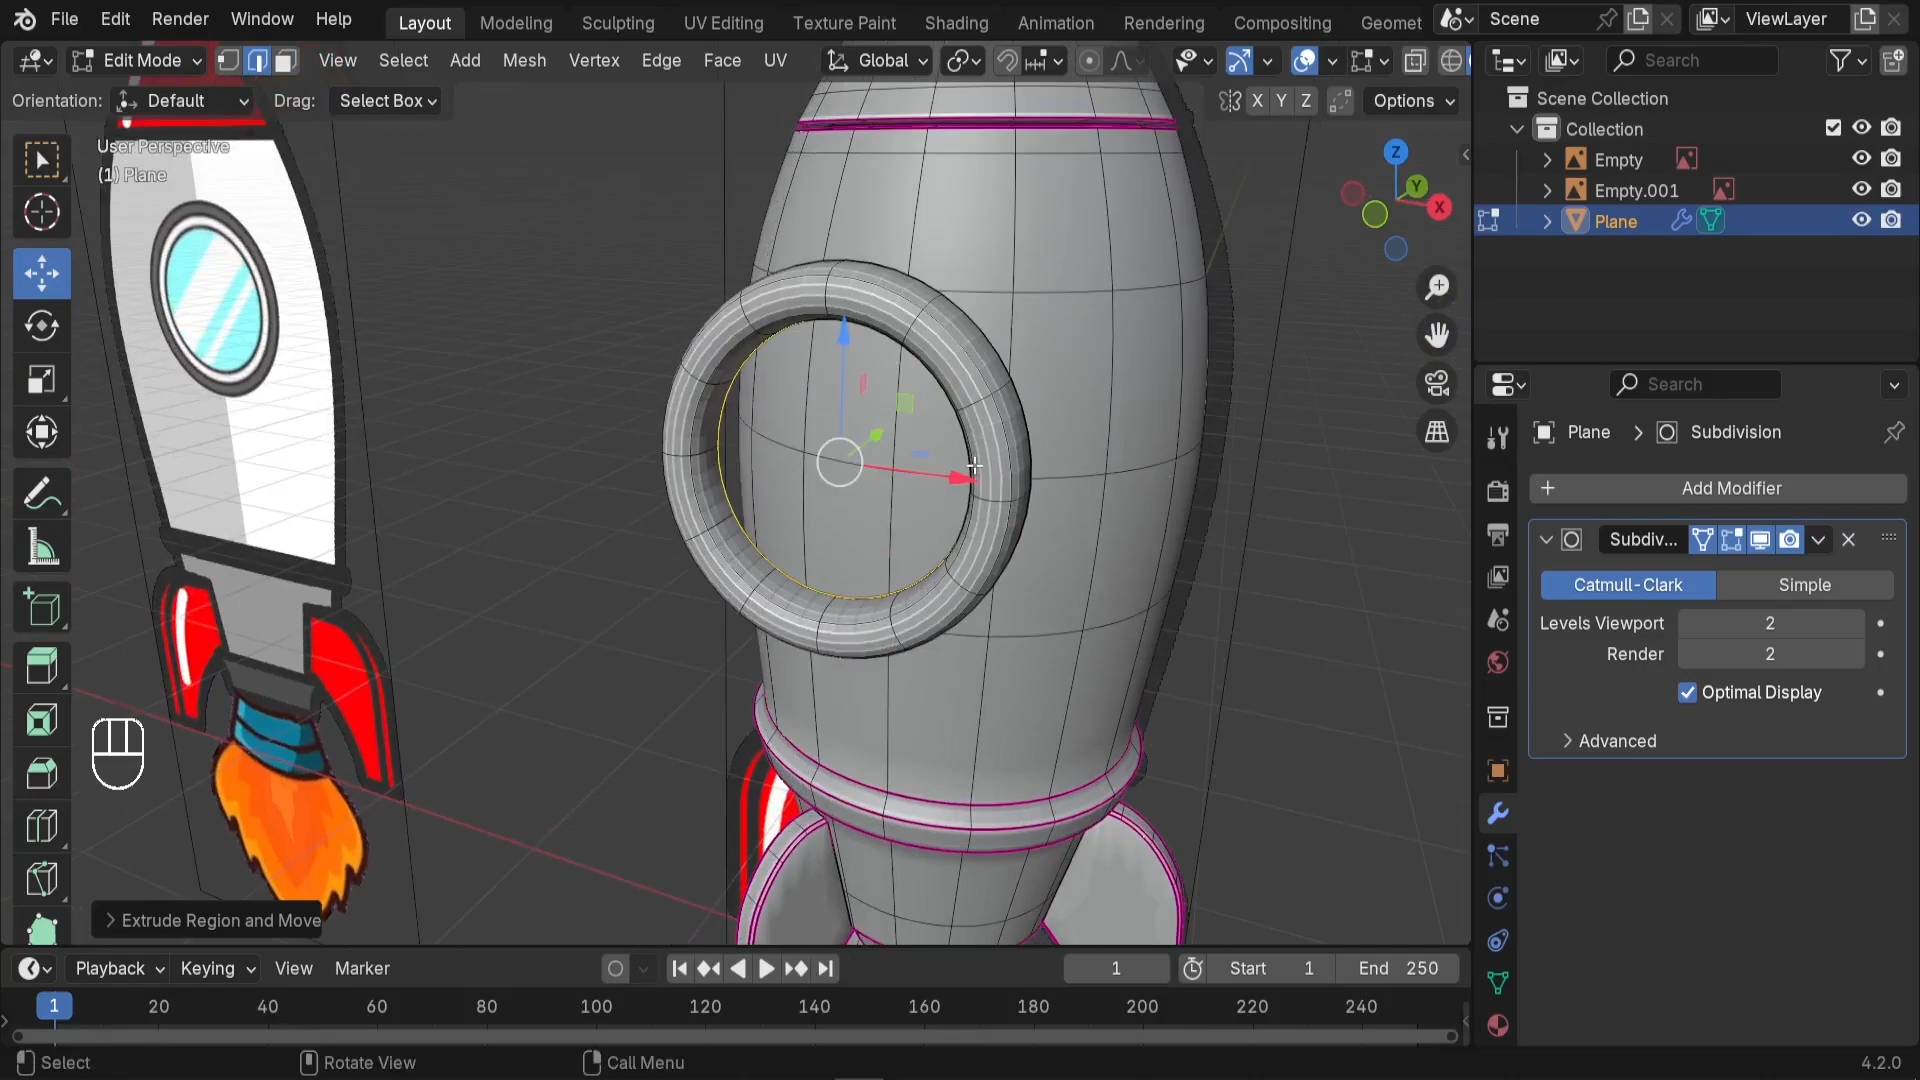 File Edit Render Window Help Layout Modeling Sculpting UV Editing Texture Paint Shading Animation Rendering Compositing Geomet Scene ViewLayer
Edit Mode View Select Add Mesh Vertex Edge Face UV Global Search
Orientation: Default Drag: Select Box X Y Z Options
Scene Collection
Collection
Empty
Empty.001
Plane
User Perspective
(1) Plane
Z
Y
X
Search
Plane Subdivision
Add Modifier
Subdiv...
Catmull-Clark Simple
Levels Viewport 2
Render 2
Optimal Display
Advanced
Extrude Region and Move
Playback Keying View Marker 1 Start 1 End 250
1 20 40 60 80 100 120 140 160 180 200 220 240
Select Rotate View Call Menu 4.2.0